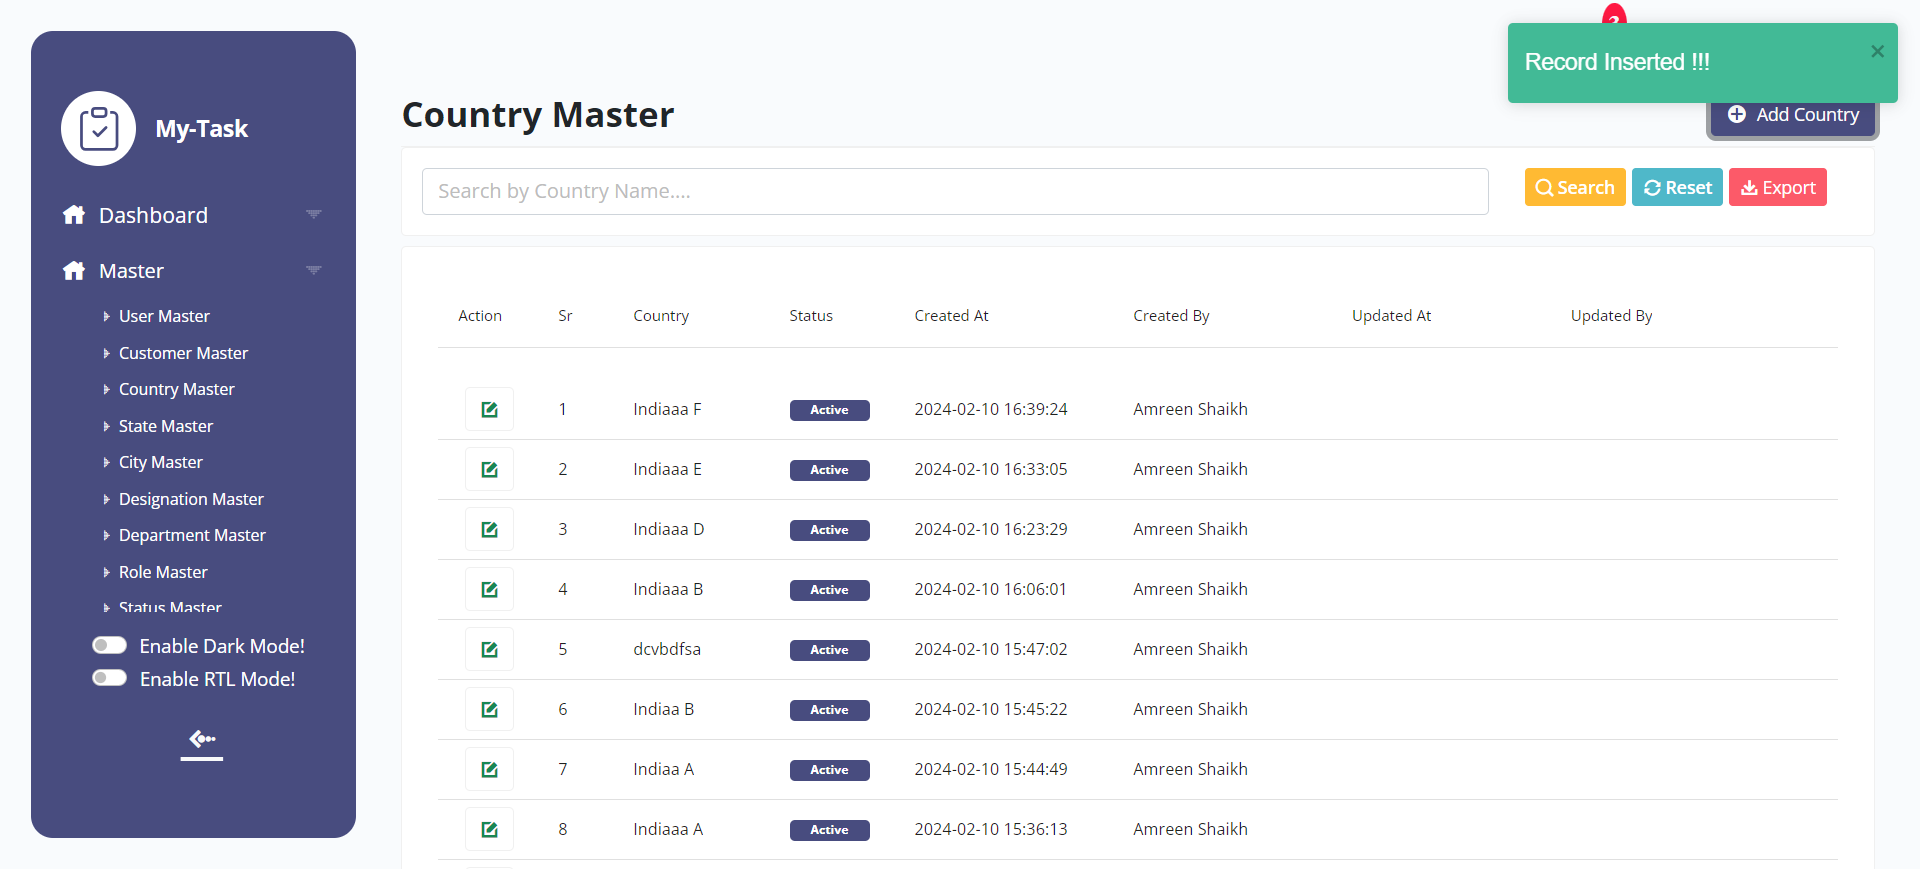 My-Task
Dashboard
Master
User Master
Customer Master
Country Master
State Master
City Master
Designation Master
Department Master
Role Master
Status Master
Enable Dark Mode!
Enable RTL Mode!
Record Inserted !!!
×
Country Master
Add Country
Search by Country Name....
Search Reset Export
Action Sr Country Status Created At Created By Updated At Updated By
1 Indiaaa F Active 2024-02-10 16:39:24 Amreen Shaikh
2 Indiaaa E Active 2024-02-10 16:33:05 Amreen Shaikh
3 Indiaaa D Active 2024-02-10 16:23:29 Amreen Shaikh
4 Indiaaa B Active 2024-02-10 16:06:01 Amreen Shaikh
5 dcvbdfsa Active 2024-02-10 15:47:02 Amreen Shaikh
6 Indiaa B Active 2024-02-10 15:45:22 Amreen Shaikh
7 Indiaa A Active 2024-02-10 15:44:49 Amreen Shaikh
8 Indiaaa A Active 2024-02-10 15:36:13 Amreen Shaikh